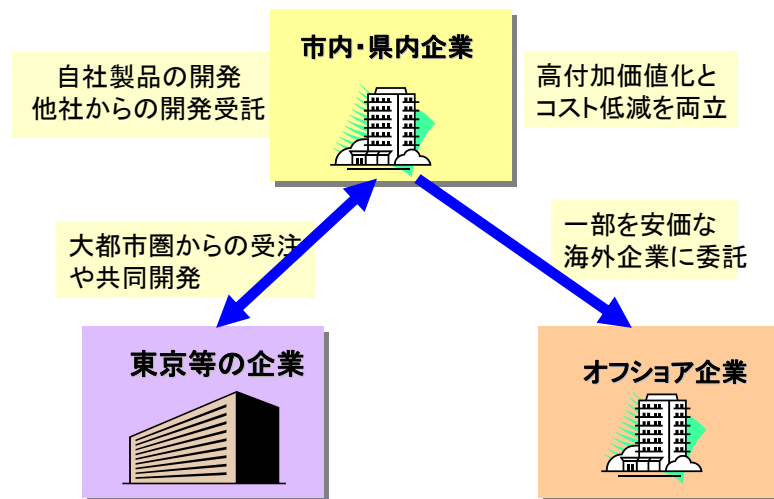 市内・県内企業
自社製品の開発
他社からの開発受託
高付加価値化と
コスト低減を両立
大都市圏からの受注
や共同開発
一部を安価な
海外企業に委託
東京等の企業
オフショア企業